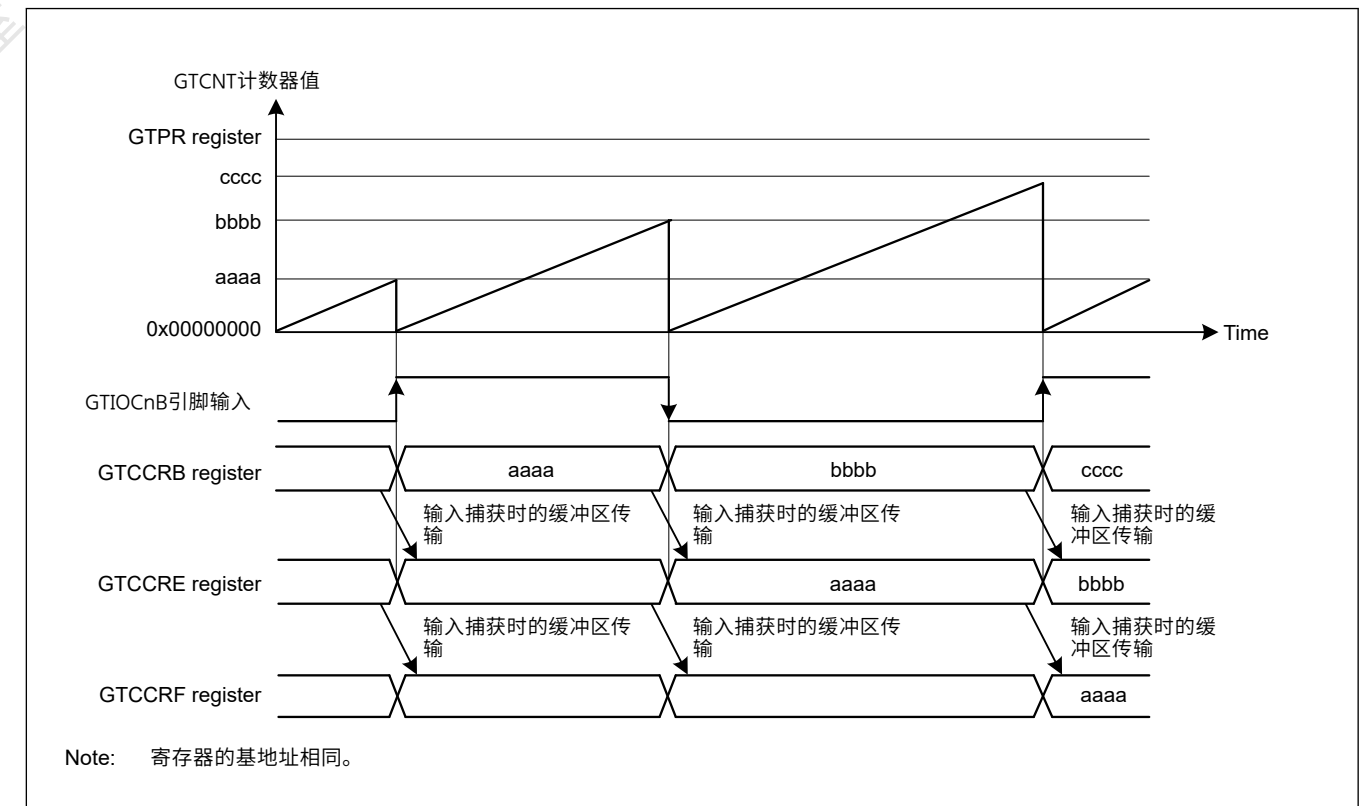 GTCNT计数器值
GTPR register
cccc
bbbb
aaaa
0x00000000
Time
GTIOCnB引脚输入
GTCCRB register
aaaa
bbbb
cccc
输入捕获时的缓冲区传
输
输入捕获时的缓冲区传
输
输入捕获时的缓
冲区传输
GTCCRE register
aaaa
bbbb
输入捕获时的缓冲区传
输
输入捕获时的缓冲区传
输
输入捕获时的缓
冲区传输
GTCCRF register
aaaa
Note: 寄存器的基地址相同。